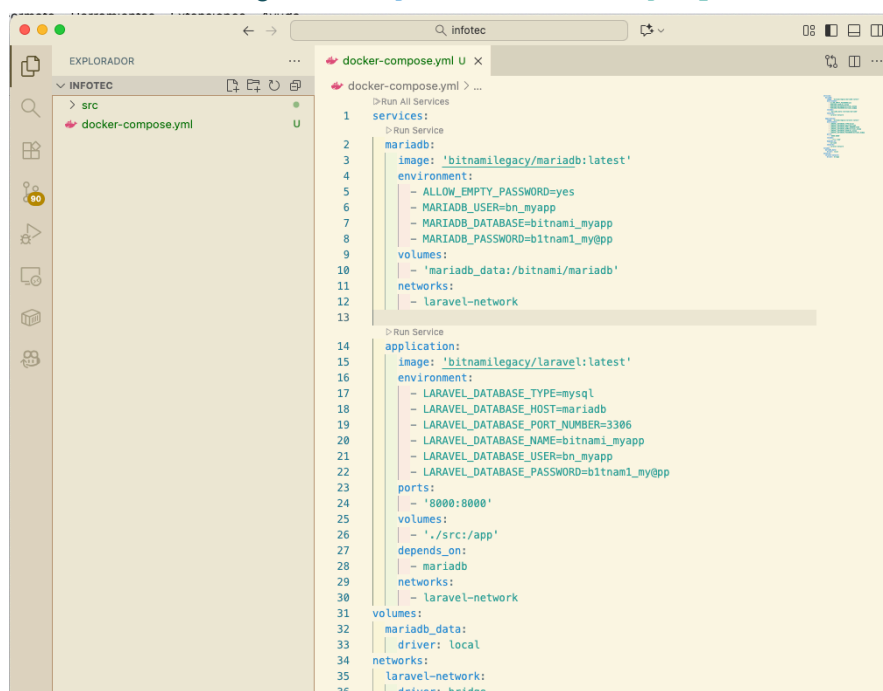 infotec
EXPLORADOR
INFOTEC
src
docker-compose.yml U
90
docker-compose.yml U
docker-compose.yml > ...
Run All Services
1 services:
Run Service
2 mariadb:
3 image: 'bitnamilegacy/mariadb:latest'
4 environment:
5 - ALLOW_EMPTY_PASSWORD=yes
6 - MARIADB_USER=bn_myapp
7 - MARIADB_DATABASE=bitnami_myapp
8 - MARIADB_PASSWORD=b1tnam1_my@pp
9 volumes:
10 - 'mariadb_data:/bitnami/mariadb'
11 networks:
12 - laravel-network
13
Run Service
14 application:
15 image: 'bitnamilegacy/laravel:latest'
16 environment:
17 - LARAVEL_DATABASE_TYPE=mysql
18 - LARAVEL_DATABASE_HOST=mariadb
19 - LARAVEL_DATABASE_PORT_NUMBER=3306
20 - LARAVEL_DATABASE_NAME=bitnami_myapp
21 - LARAVEL_DATABASE_USER=bn_myapp
22 - LARAVEL_DATABASE_PASSWORD=b1tnam1_my@pp
23 ports:
24 - '8000:8000'
25 volumes:
26 - './src:/app'
27 depends_on:
28 - mariadb
29 networks:
30 - laravel-network
31 volumes:
32 mariadb_data:
33 driver: local
34 networks:
35 laravel-network:
36 driver: bridge